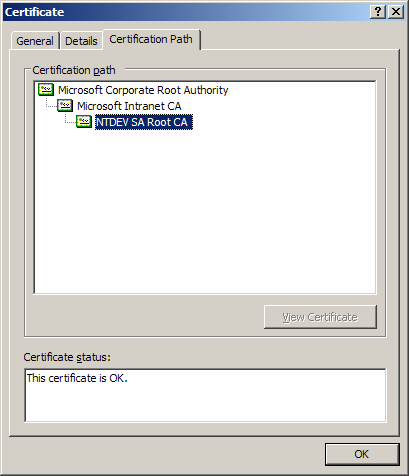 Certificate
General Details Certification Path
Certification path
Microsoft Corporate Root Authority
Microsoft Intranet CA
NTDEV SA Root CA
View Certificate
Certificate status:
This certificate is OK.
OK